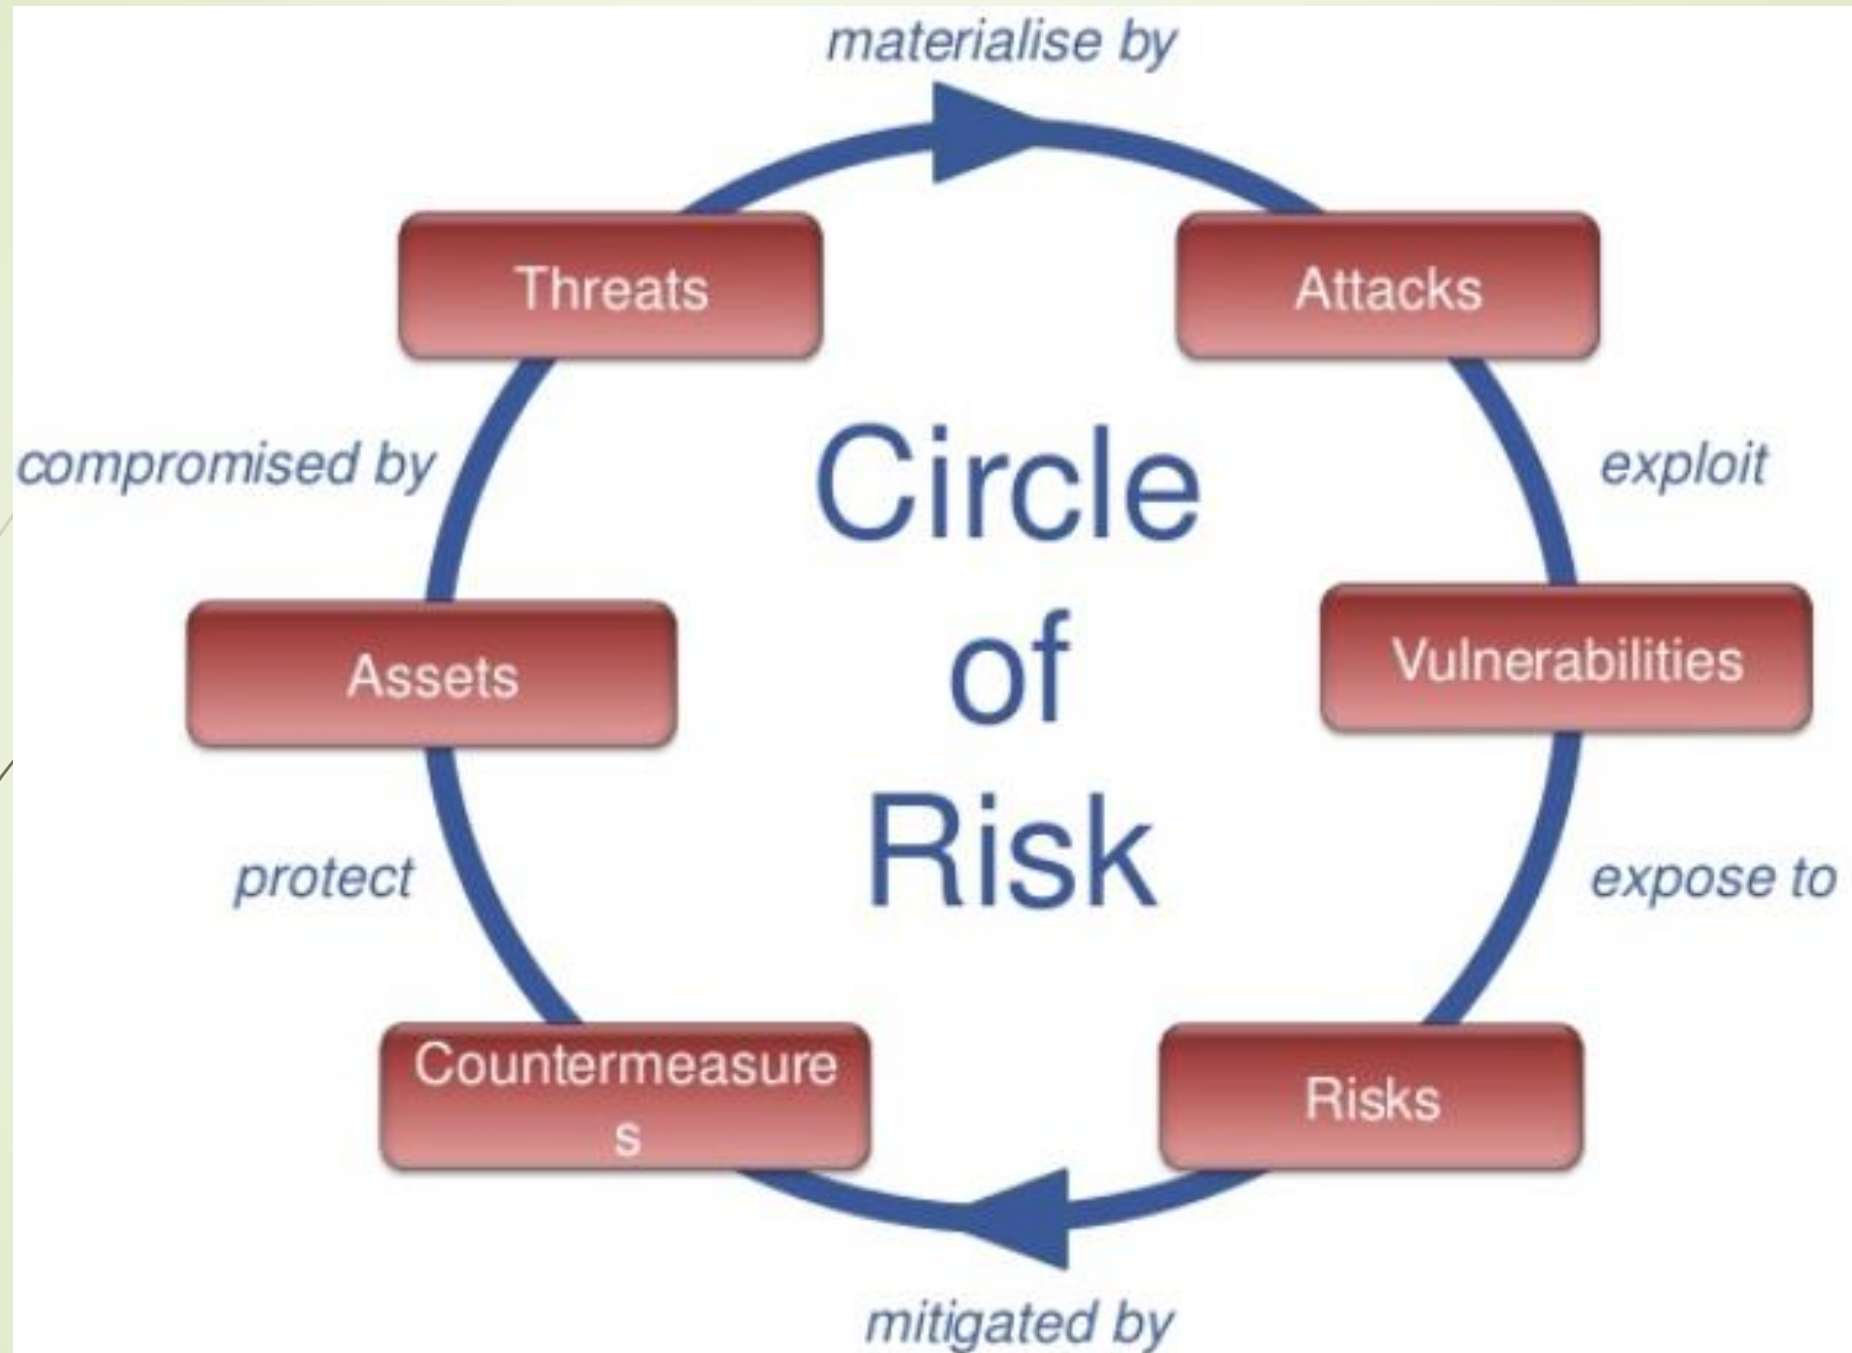 materialise by
Threats
Attacks
compromised by
Circle
of
Risk
exploit
Assets
Vulnerabilities
protect
expose to
Countermeasure
s
Risks
mitigated by